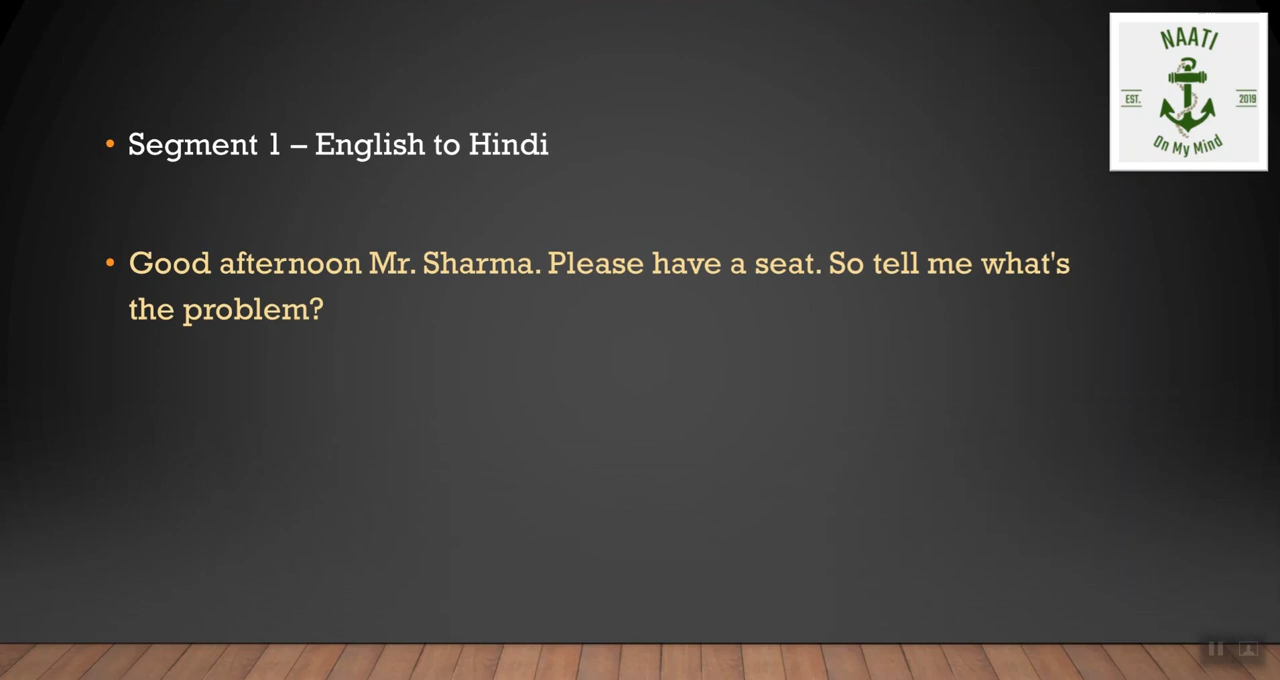 NAATI
EST. 2019
On My Mind
• Segment 1 – English to Hindi
• Good afternoon Mr. Sharma. Please have a seat. So tell me what's
the problem?